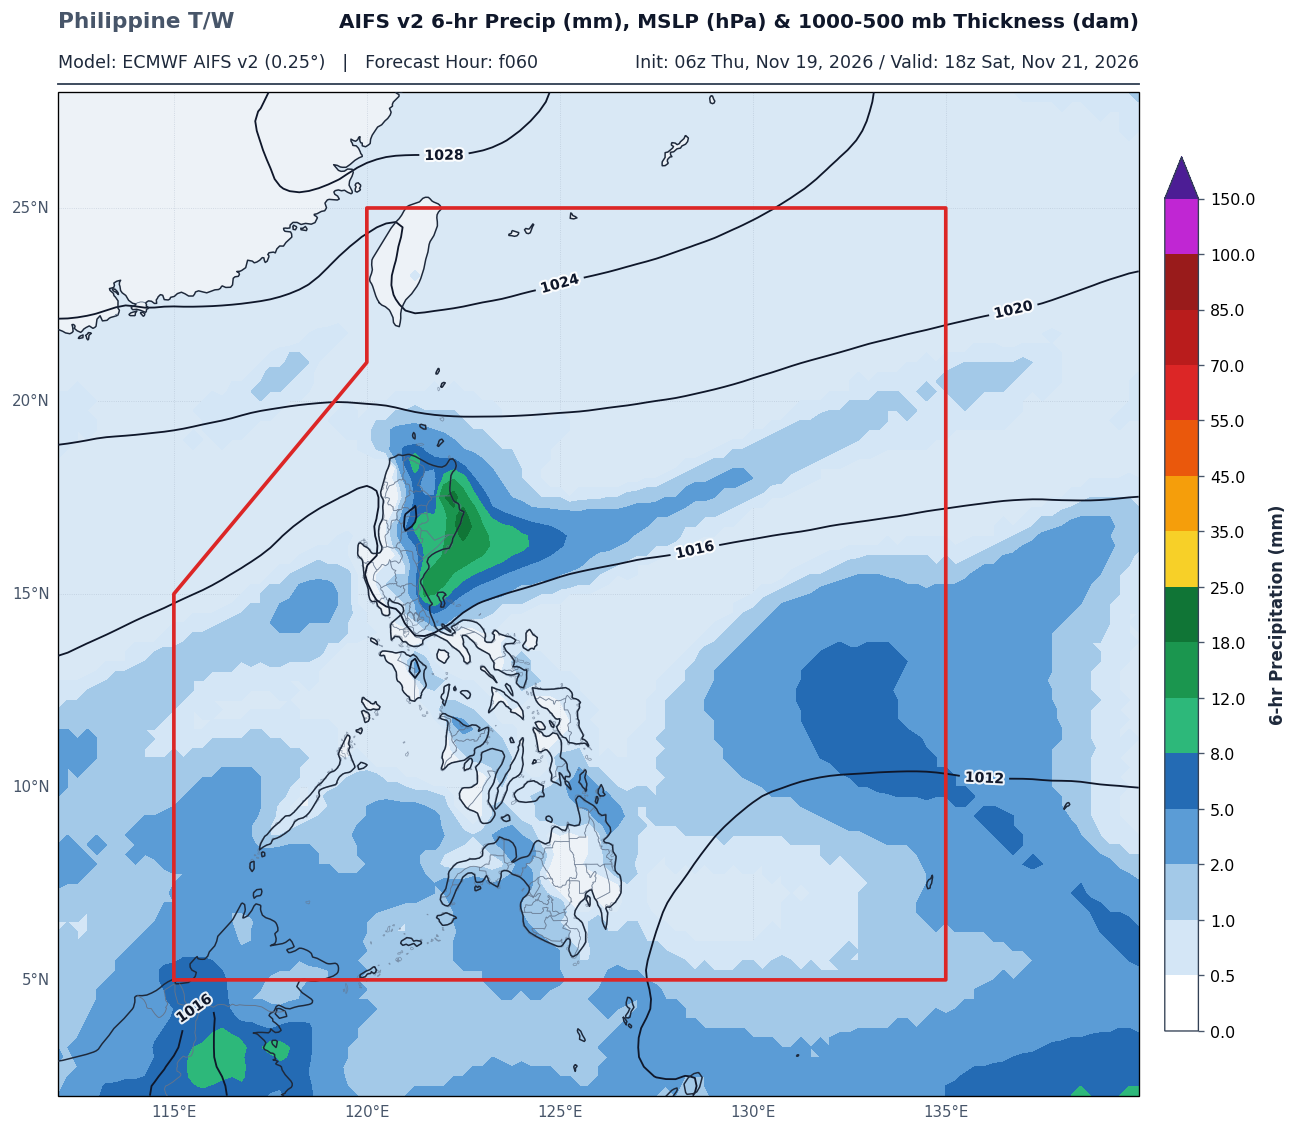 Philippine T/W
AIFS v2 6-hr Precip (mm), MSLP (hPa) & 1000-500 mb Thickness (dam)
Model: ECMWF AIFS v2 (0.25°)   |   Forecast Hour: f060
Init: 06z Thu, Nov 19, 2026 / Valid: 18z Sat, Nov 21, 2026
1028
1024
1020
1016
1012
1016
25°N
20°N
15°N
10°N
5°N
115°E
120°E
125°E
130°E
135°E
150.0
100.0
85.0
70.0
55.0
45.0
35.0
25.0
18.0
12.0
8.0
5.0
2.0
1.0
0.5
0.0
6-hr Precipitation (mm)